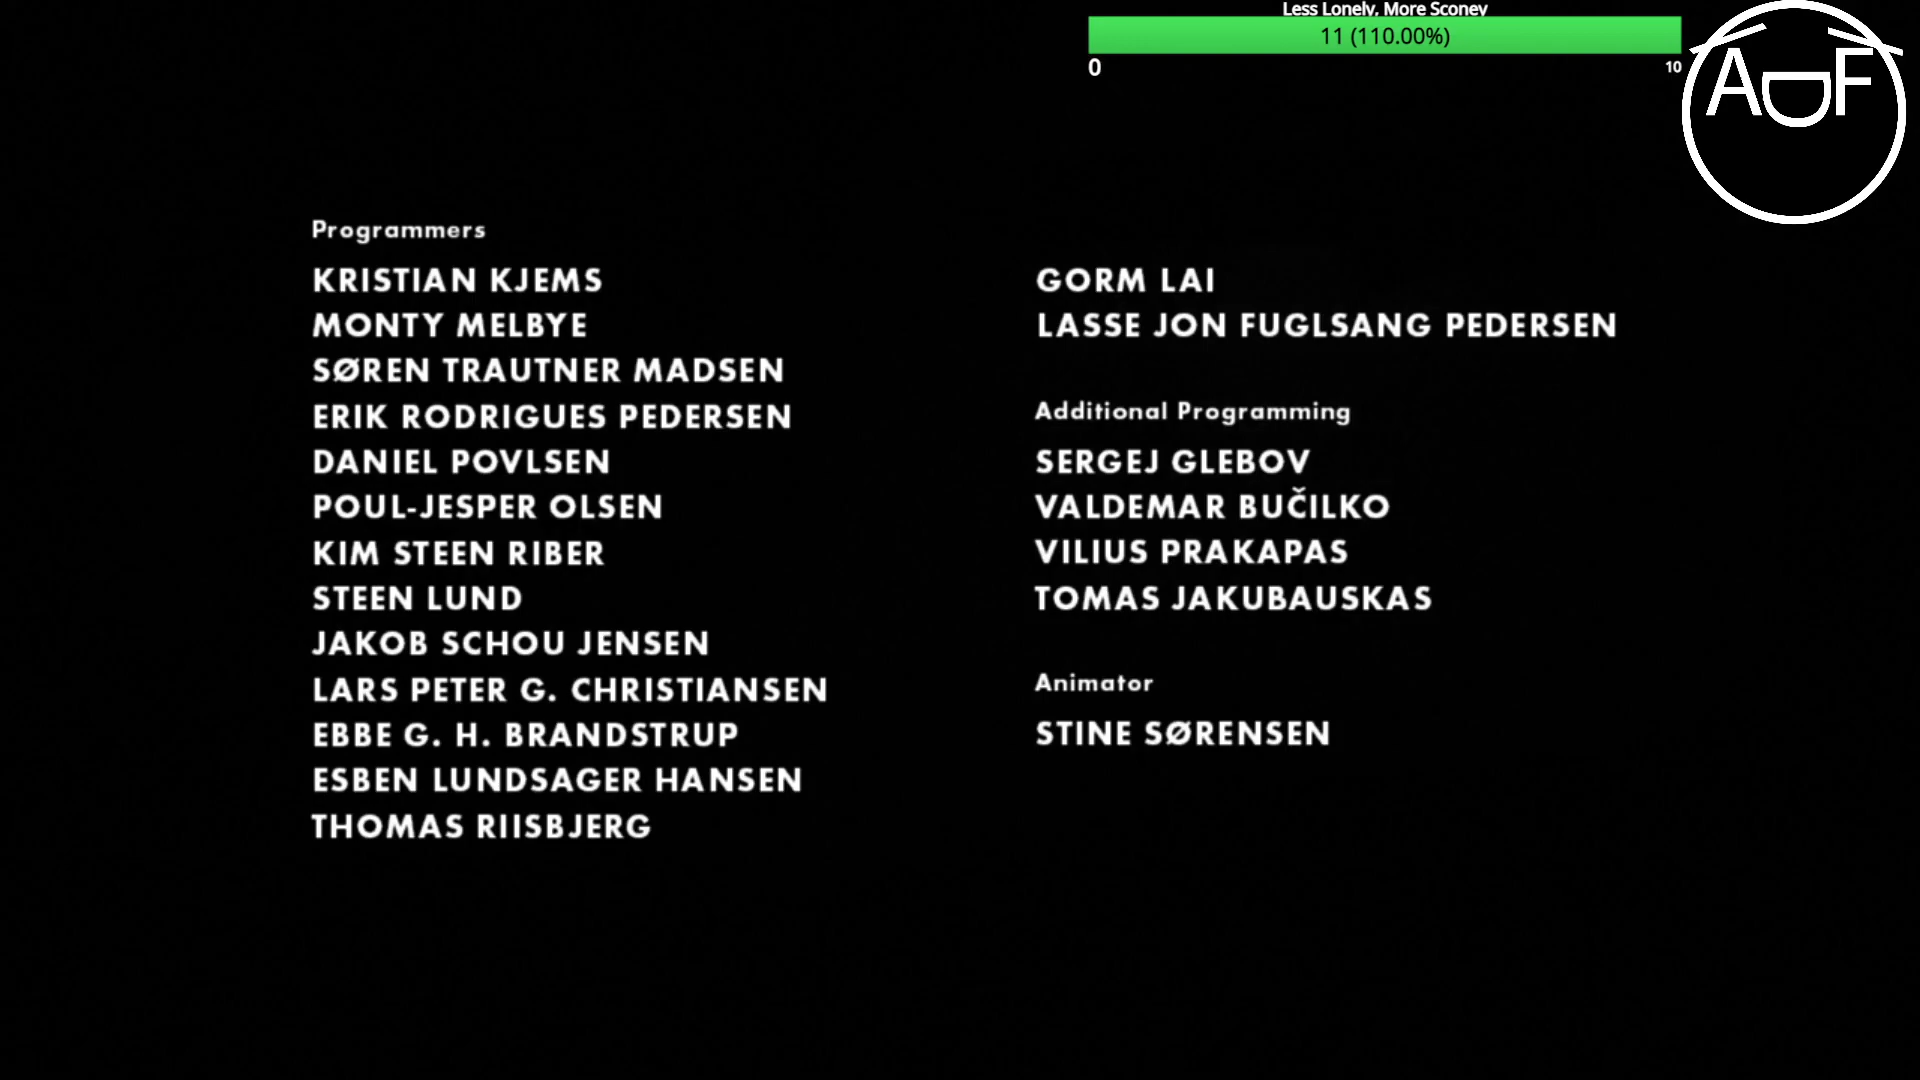 Less Lonely, More Sconey
11 (110.00%)
0
10
ADF
Programmers
KRISTIAN KJEMS
MONTY MELBYE
SØREN TRAUTNER MADSEN
ERIK RODRIGUES PEDERSEN
DANIEL POVLSEN
POUL-JESPER OLSEN
KIM STEEN RIBER
STEEN LUND
JAKOB SCHOU JENSEN
LARS PETER G. CHRISTIANSEN
EBBE G. H. BRANDSTRUP
ESBEN LUNDSAGER HANSEN
THOMAS RIISBJERG
GORM LAI
LASSE JON FUGLSANG PEDERSEN
Additional Programming
SERGEJ GLEBOV
VALDEMAR BUČILKO
VILIUS PRAKAPAS
TOMAS JAKUBAUSKAS
Animator
STINE SØRENSEN